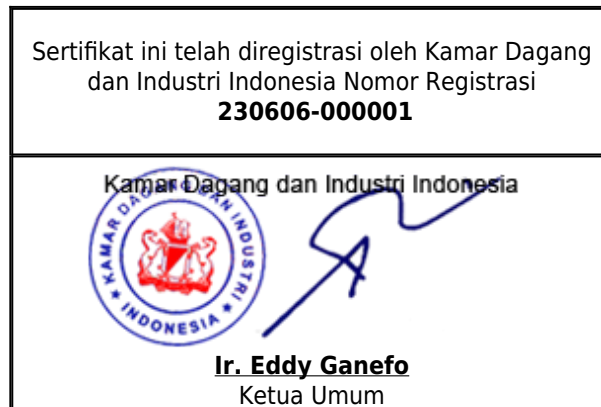 Sertifikat ini telah diregistrasi oleh Kamar Dagang
dan Industri Indonesia Nomor Registrasi
230606-000001
Kamar Dagang dan Industri Indonesia
KAMAR DAGANG DAN INDUSTRI
INDONESIA
Ir. Eddy Ganefo
Ketua Umum